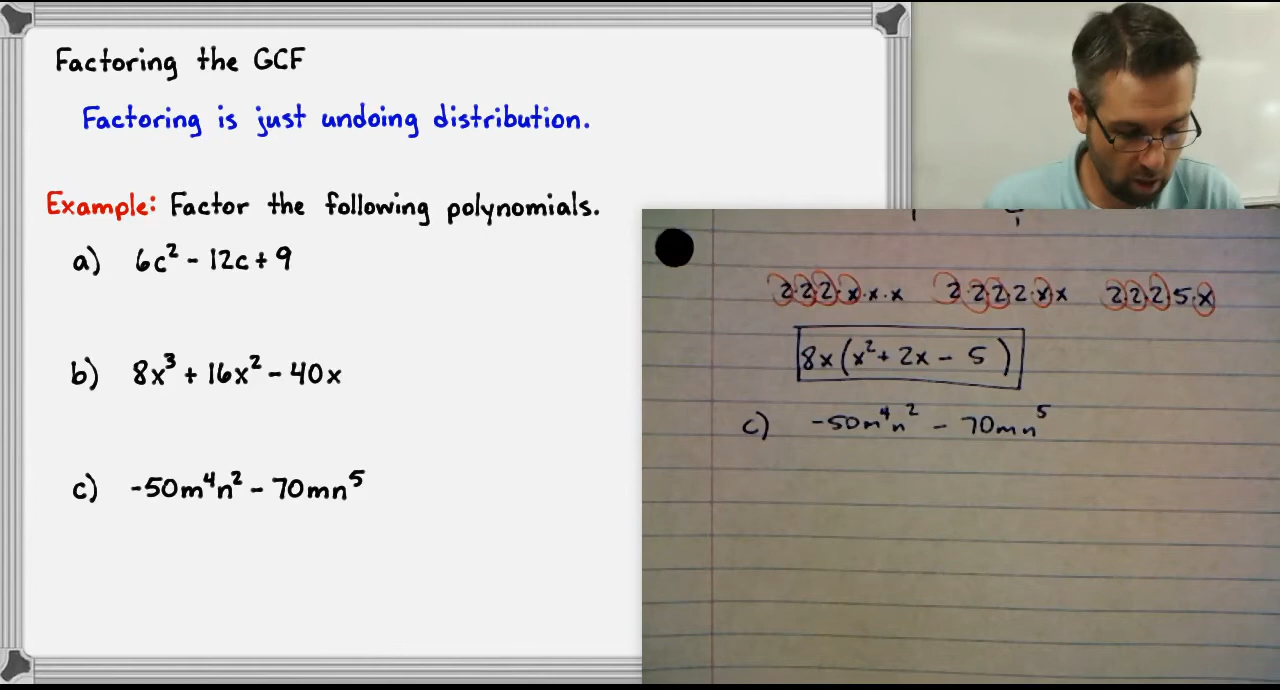 Factoring the GCF
Factoring is just undoing distribution.
Example: Factor the following polynomials.
a) 6c² - 12c + 9
b) 8x³ + 16x² - 40x
c) -50m⁴n² - 70mn⁵
2·2·2·x·x·x 2·2·2·2·x·x 2·2·2·5·x
8x(x² + 2x - 5)
c) -50m⁴n² - 70mn⁵